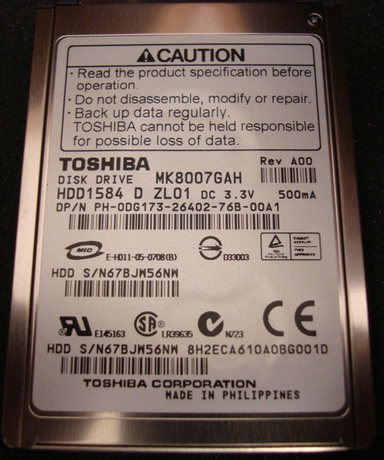 CAUTION
· Read the product specification before
operation.
· Do not disassemble, modify or repair.
· Back up data regularly.
TOSHIBA cannot be held responsible
for possible loss of data.
TOSHIBA Rev A00
DISK DRIVE MK8007GAH
HDD1584 D ZL01 DC 3.3V 500mA
DP/N PH-0DG173-26402-76B-00A1
MIC E-H011-05-0708(B) D33003
HDD S/N67BJW56NW
E145163 LR39635 N723 CE
HDD S/N67BJW56NW 8H2ECA610A0BG001D
TOSHIBA CORPORATION
MADE IN PHILIPPINES